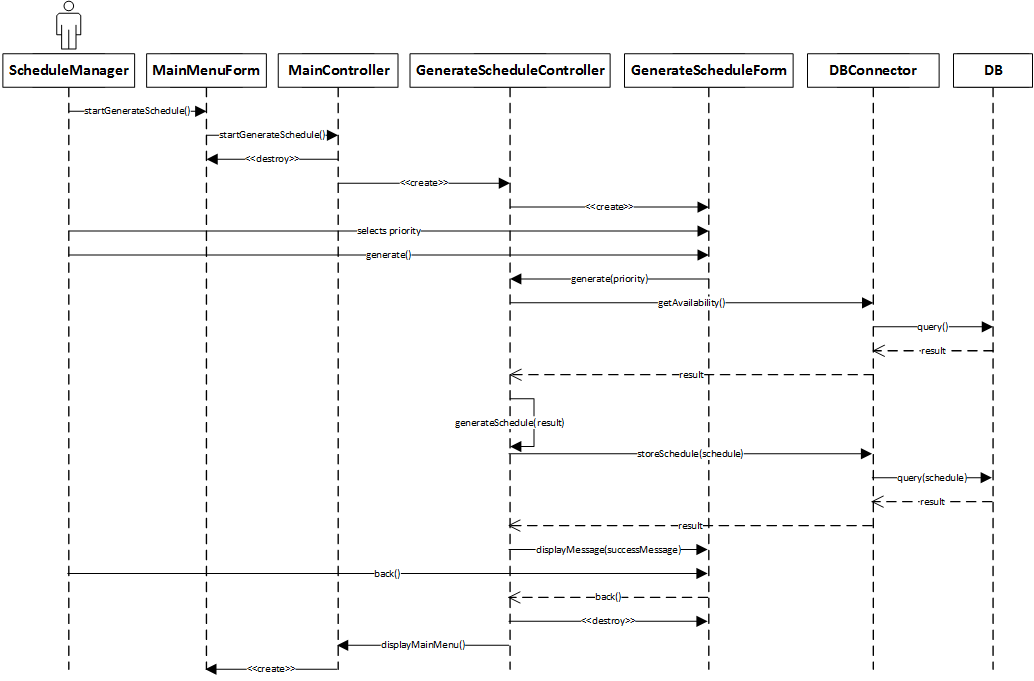 ScheduleManager
MainMenuForm
MainController
GenerateScheduleController
GenerateScheduleForm
DBConnector
DB
startGenerateSchedule()
startGenerateSchedule()
<<destroy>>
<<create>>
<<create>>
selects priority
generate()
generate(priority)
getAvailability()
query()
result
result
generateSchedule(result)
storeSchedule(schedule)
query(schedule)
result
result
displayMessage(successMessage)
back()
back()
<<destroy>>
displayMainMenu()
<<create>>